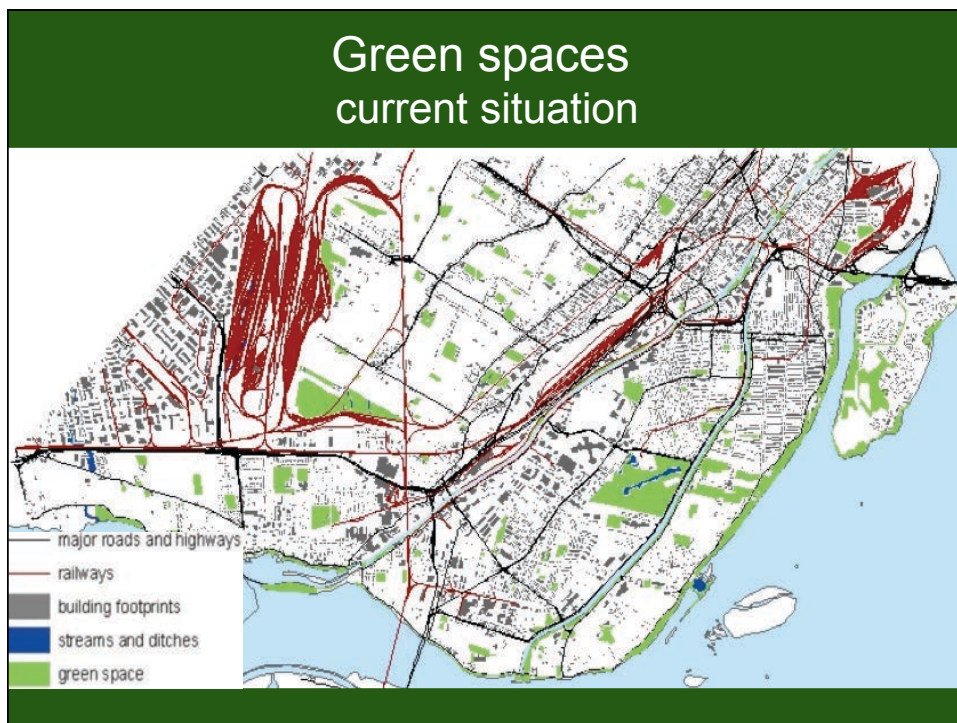 Green spaces
current situation
major roads and highways
railways
building footprints
streams and ditches
green space